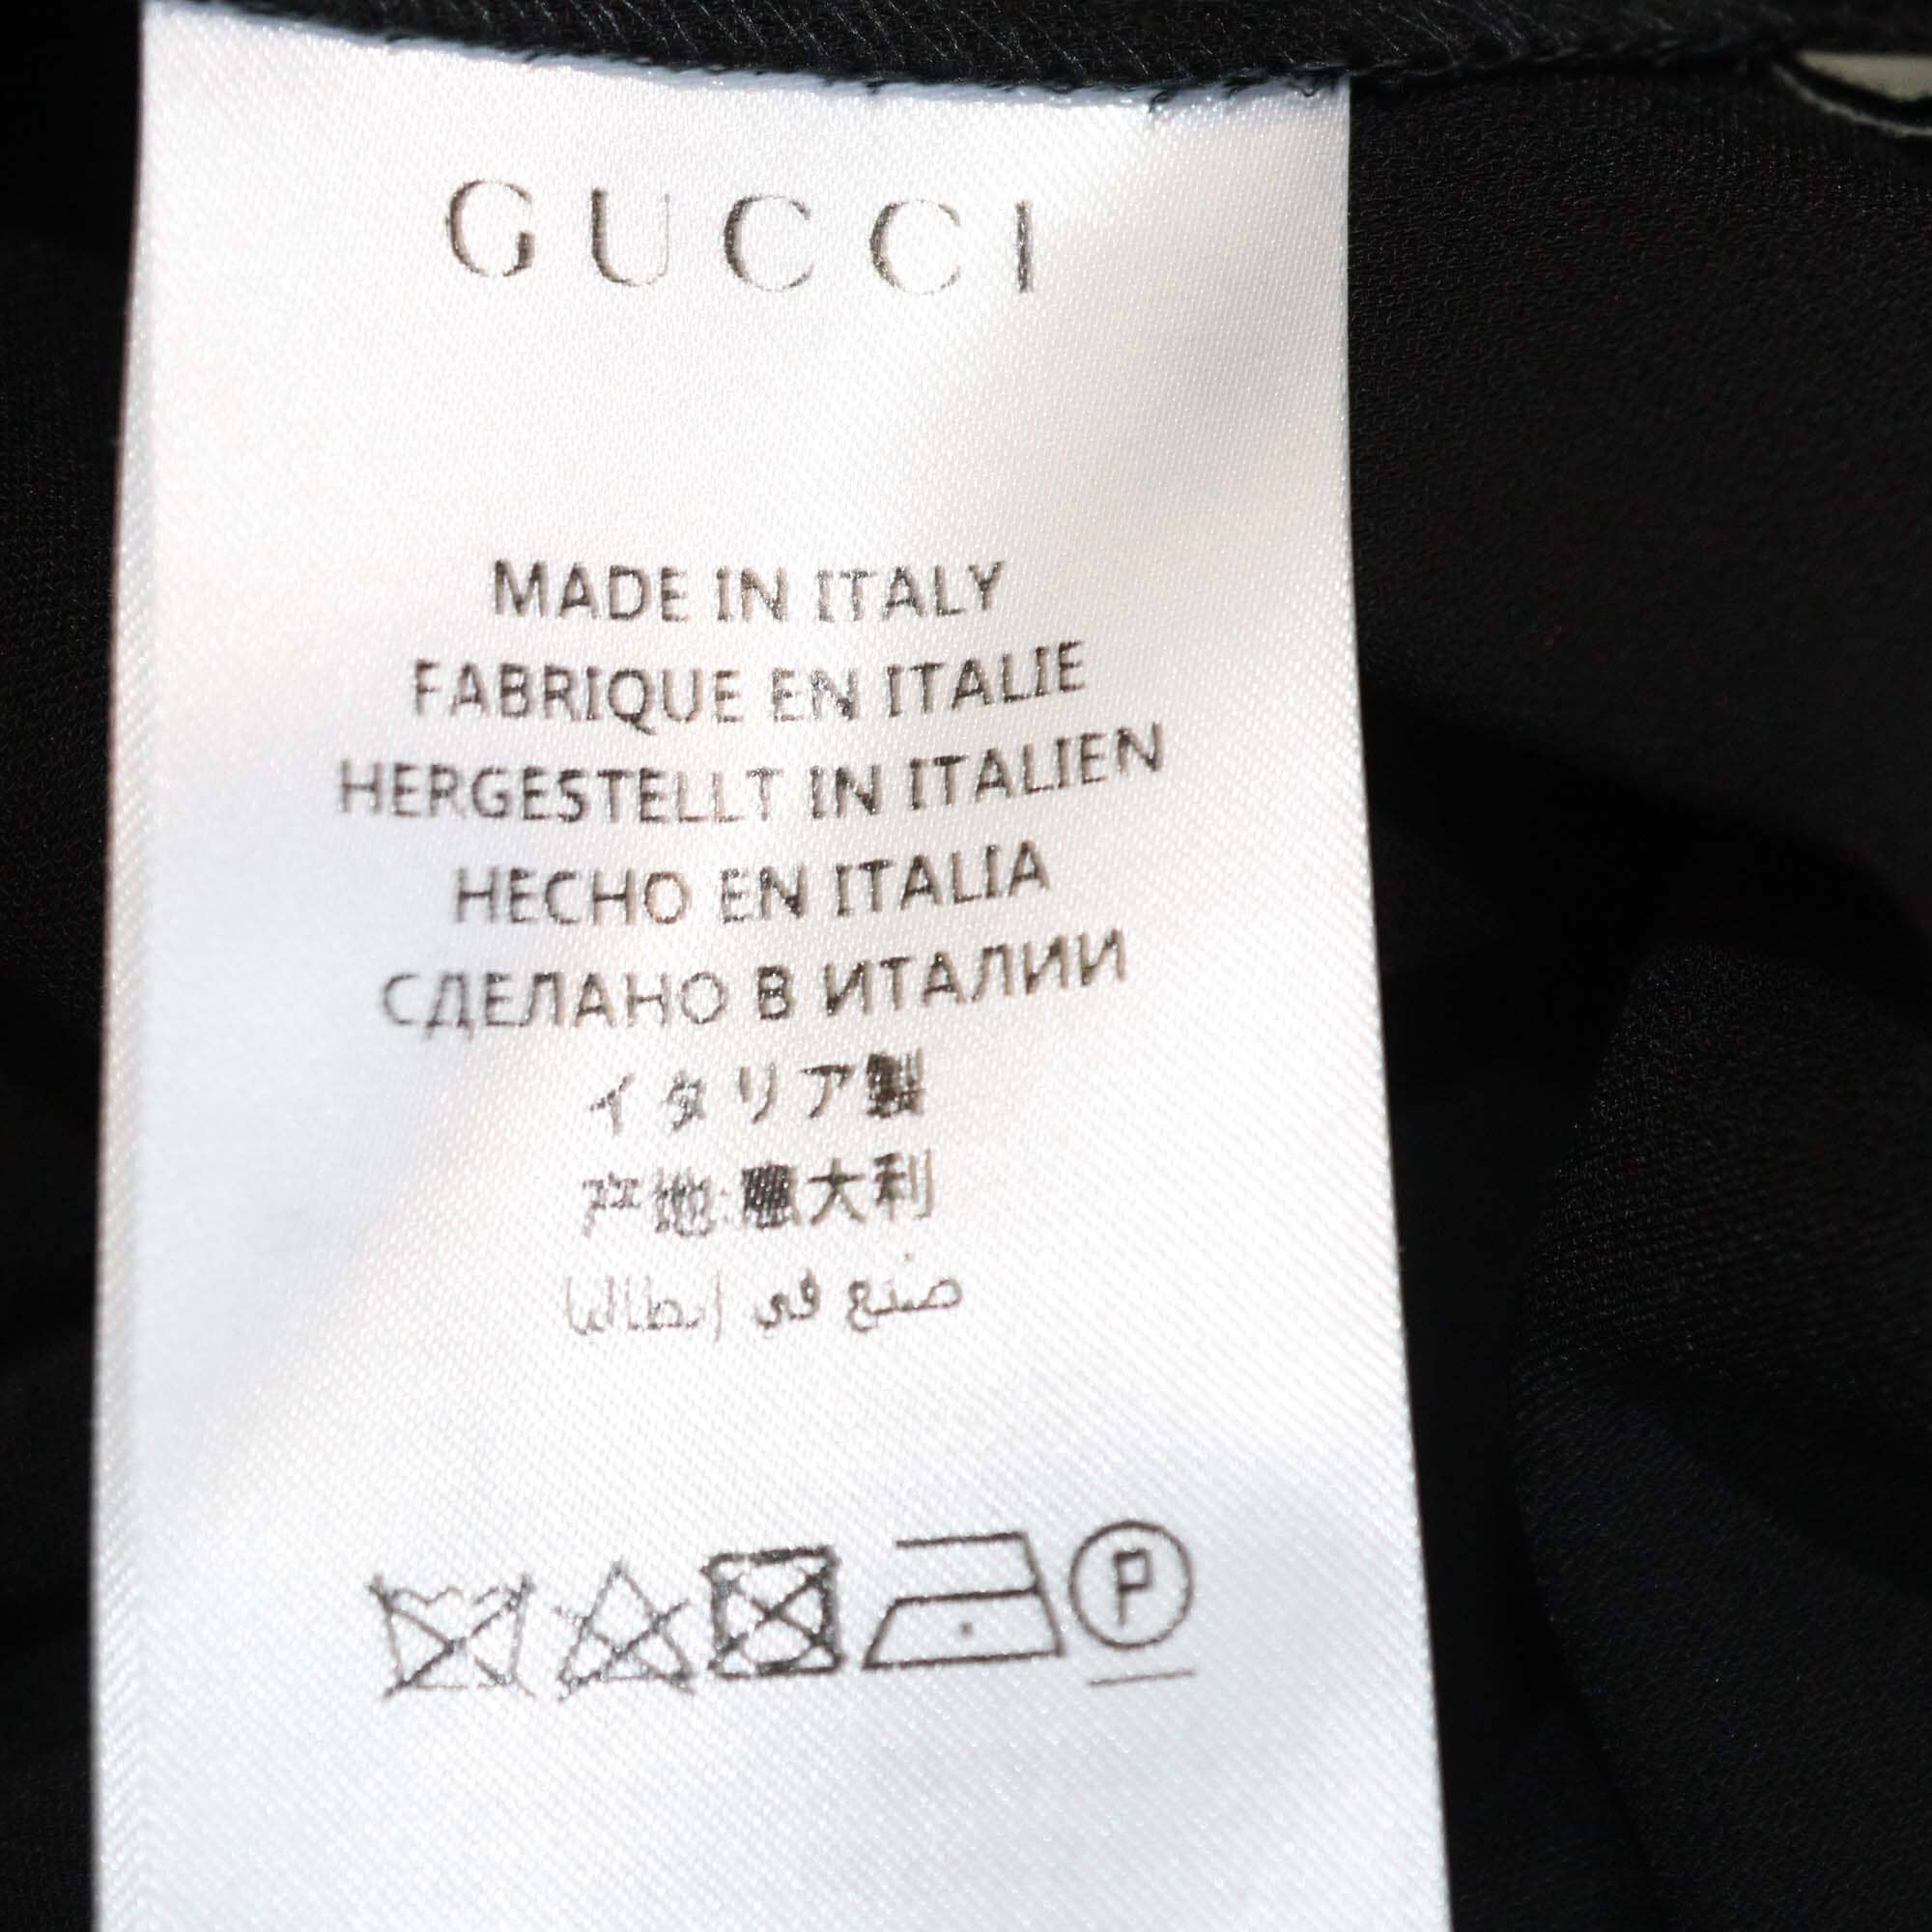 GUCCI
MADE IN ITALY
FABRIQUE EN ITALIE
HERGESTELLT IN ITALIEN
HECHO EN ITALIA
СДЕЛАНО В ИТАЛИИ
イタリア製
产地:意大利
صنع في إيطاليا
P